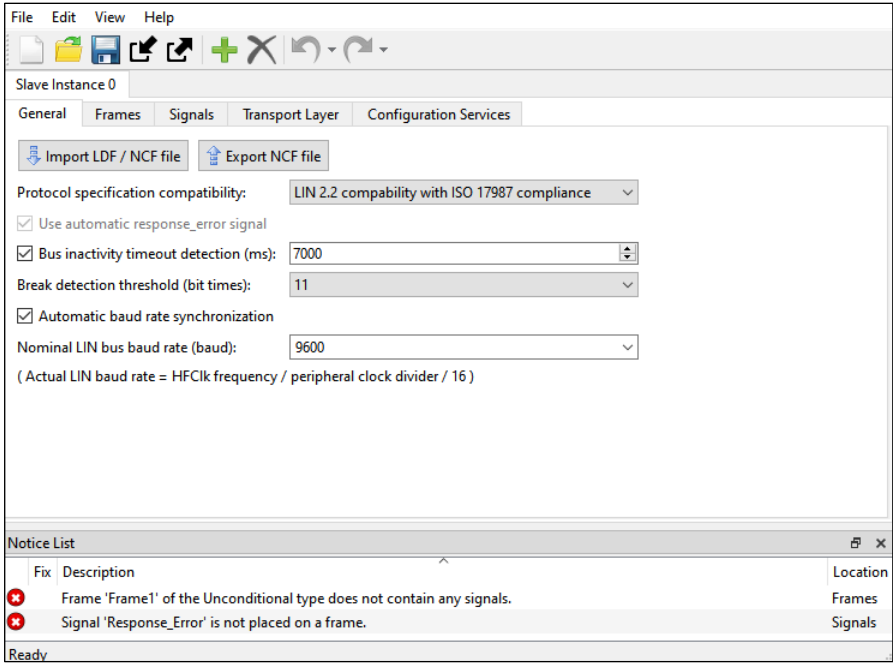 File Edit View Help
Slave Instance 0
General Frames Signals Transport Layer Configuration Services
Import LDF / NCF file Export NCF file
Protocol specification compatibility: LIN 2.2 compability with ISO 17987 compliance
Use automatic response_error signal
Bus inactivity timeout detection (ms): 7000
Break detection threshold (bit times): 11
Automatic baud rate synchronization
Nominal LIN bus baud rate (baud): 9600
( Actual LIN baud rate = HFClk frequency / peripheral clock divider / 16 )
Notice List
Fix Description Location
Frame 'Frame1' of the Unconditional type does not contain any signals. Frames
Signal 'Response_Error' is not placed on a frame. Signals
Ready